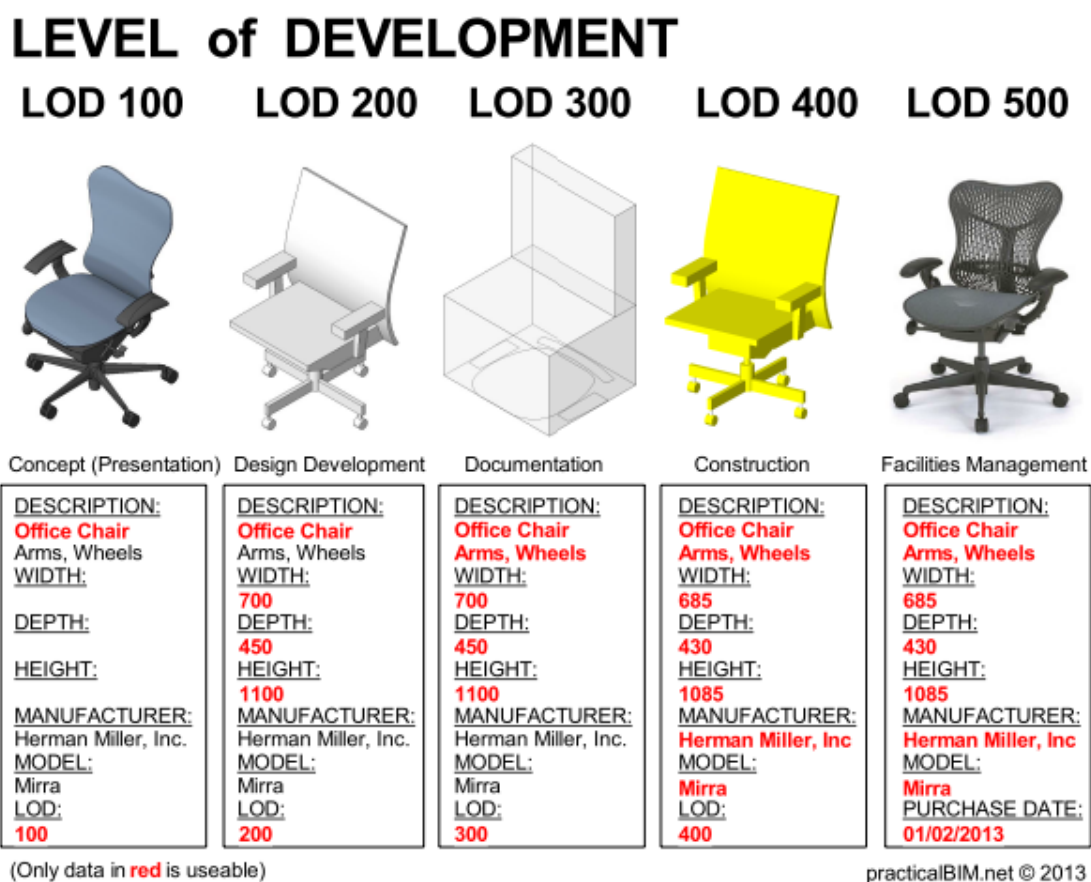 LEVEL of DEVELOPMENT
LOD 100
LOD 200
LOD 300
LOD 400
LOD 500
Concept (Presentation)
Design Development
Documentation
Construction
Facilities Management
DESCRIPTION:
Office Chair
Arms, Wheels
WIDTH:
DEPTH:
HEIGHT:
MANUFACTURER:
Herman Miller, Inc.
MODEL:
Mirra
LOD:
100
DESCRIPTION:
Office Chair
Arms, Wheels
WIDTH:
700
DEPTH:
450
HEIGHT:
1100
MANUFACTURER:
Herman Miller, Inc.
MODEL:
Mirra
LOD:
200
DESCRIPTION:
Office Chair
Arms, Wheels
WIDTH:
700
DEPTH:
450
HEIGHT:
1100
MANUFACTURER:
Herman Miller, Inc.
MODEL:
Mirra
LOD:
300
DESCRIPTION:
Office Chair
Arms, Wheels
WIDTH:
685
DEPTH:
430
HEIGHT:
1085
MANUFACTURER:
Herman Miller, Inc
MODEL:
Mirra
LOD:
400
DESCRIPTION:
Office Chair
Arms, Wheels
WIDTH:
685
DEPTH:
430
HEIGHT:
1085
MANUFACTURER:
Herman Miller, Inc
MODEL:
Mirra
PURCHASE DATE:
01/02/2013
(Only data in red is useable)
practicalBIM.net © 2013